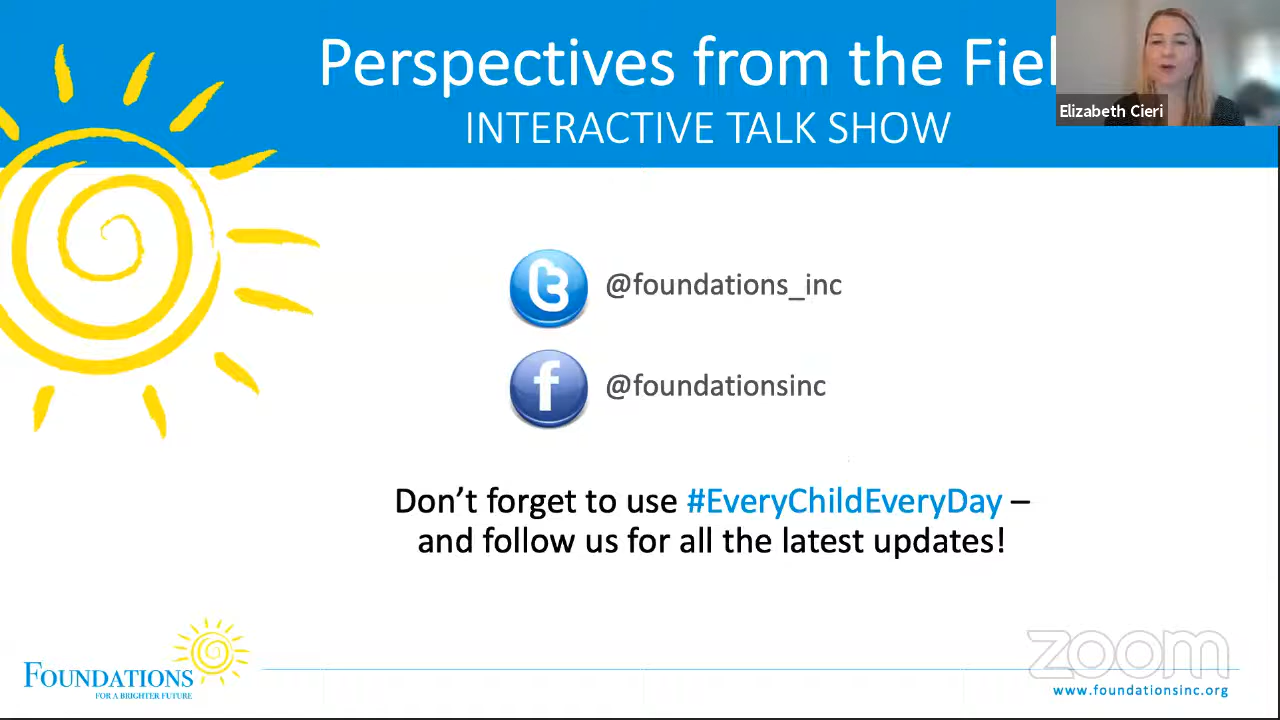 Perspectives from the Fiel
INTERACTIVE TALK SHOW
Elizabeth Cieri
@foundations_inc
@foundationsinc
Don't forget to use #EveryChildEveryDay –
and follow us for all the latest updates!
FOUNDATIONS
FOR A BRIGHTER FUTURE
zoom
www.foundationsinc.org